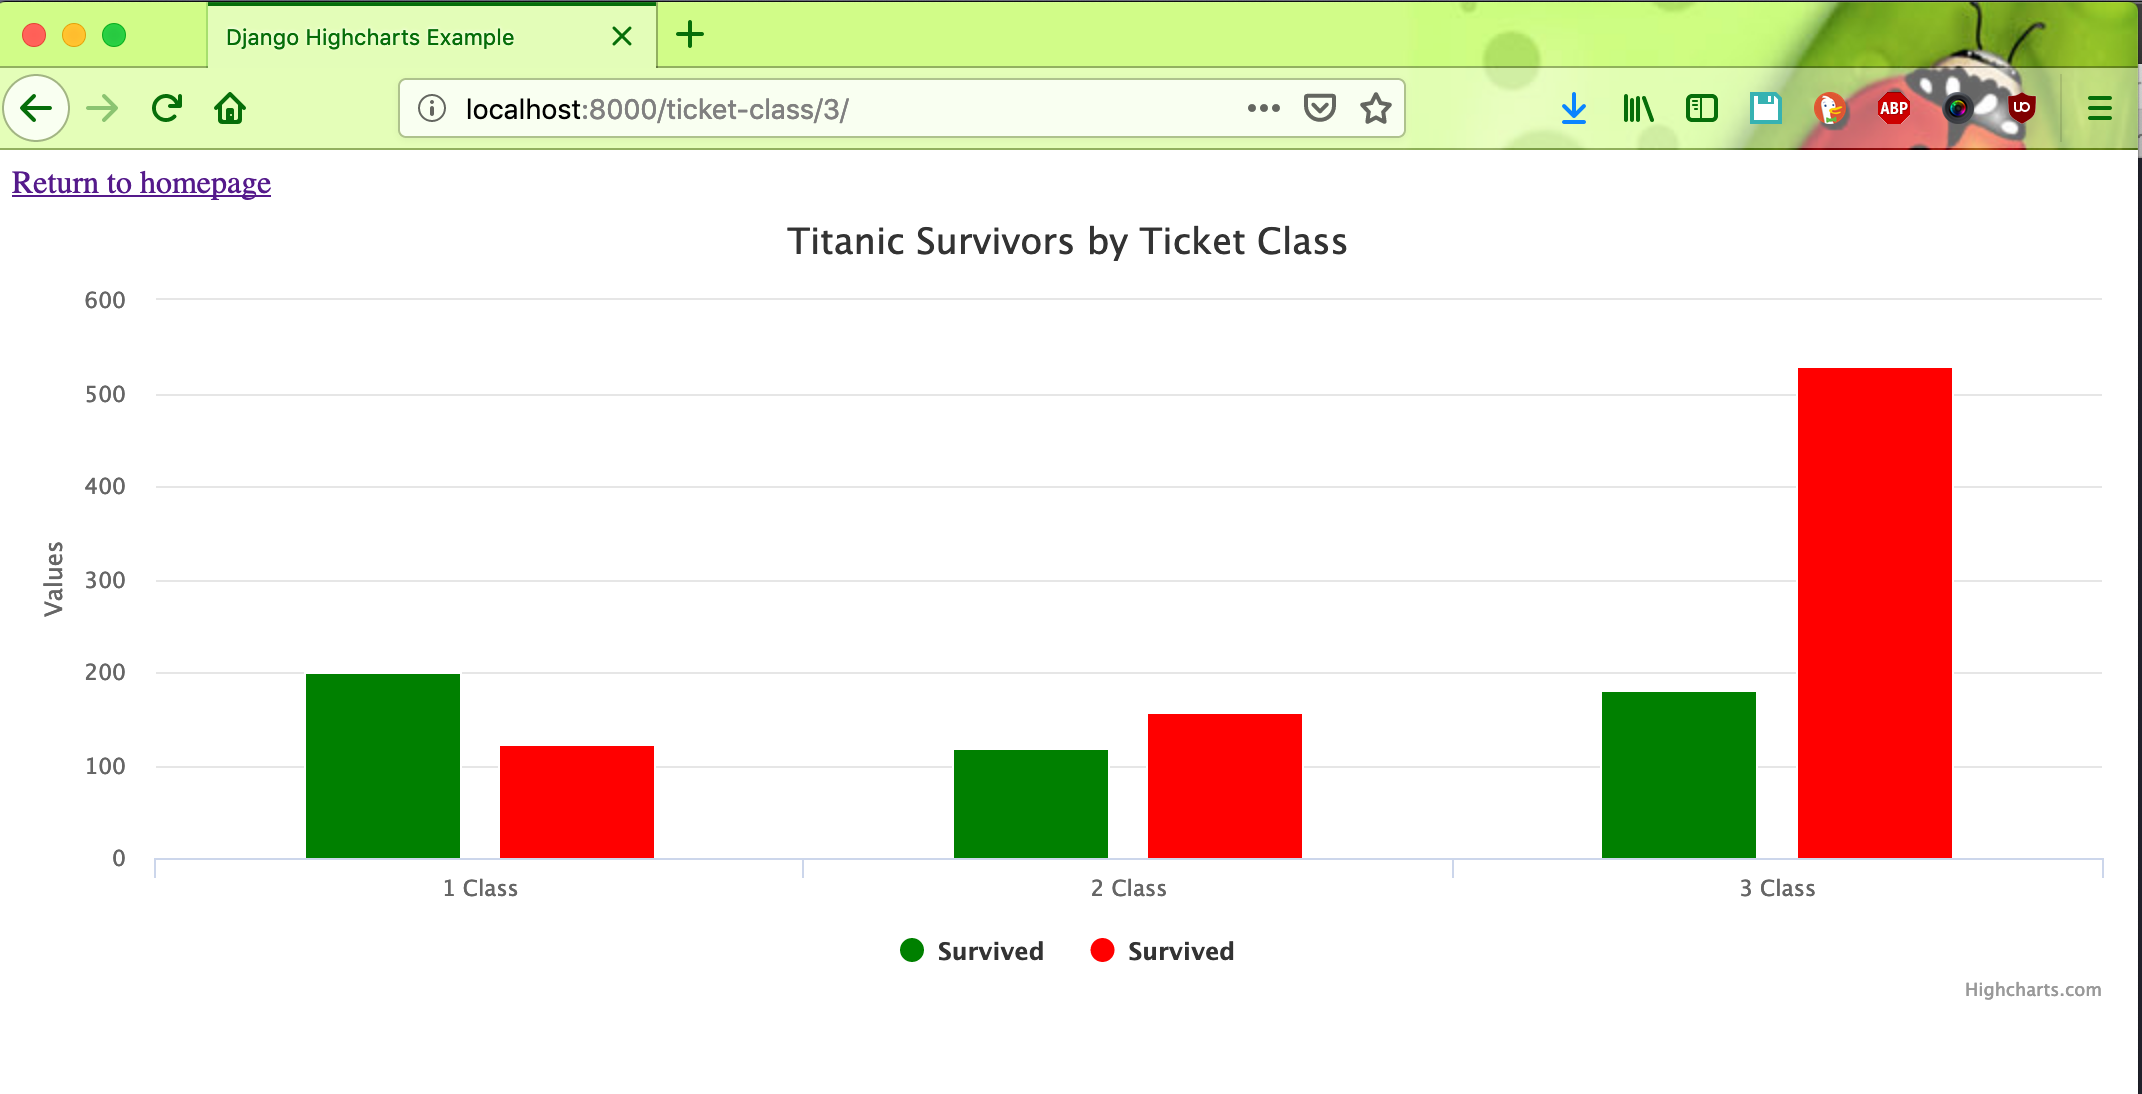 Django Highcharts Example
localhost:8000/ticket-class/3/
ABP
UO
Return to homepage
Titanic Survivors by Ticket Class
600
500
400
300
200
100
0
Values
1 Class 2 Class 3 Class
Survived Survived
Highcharts.com